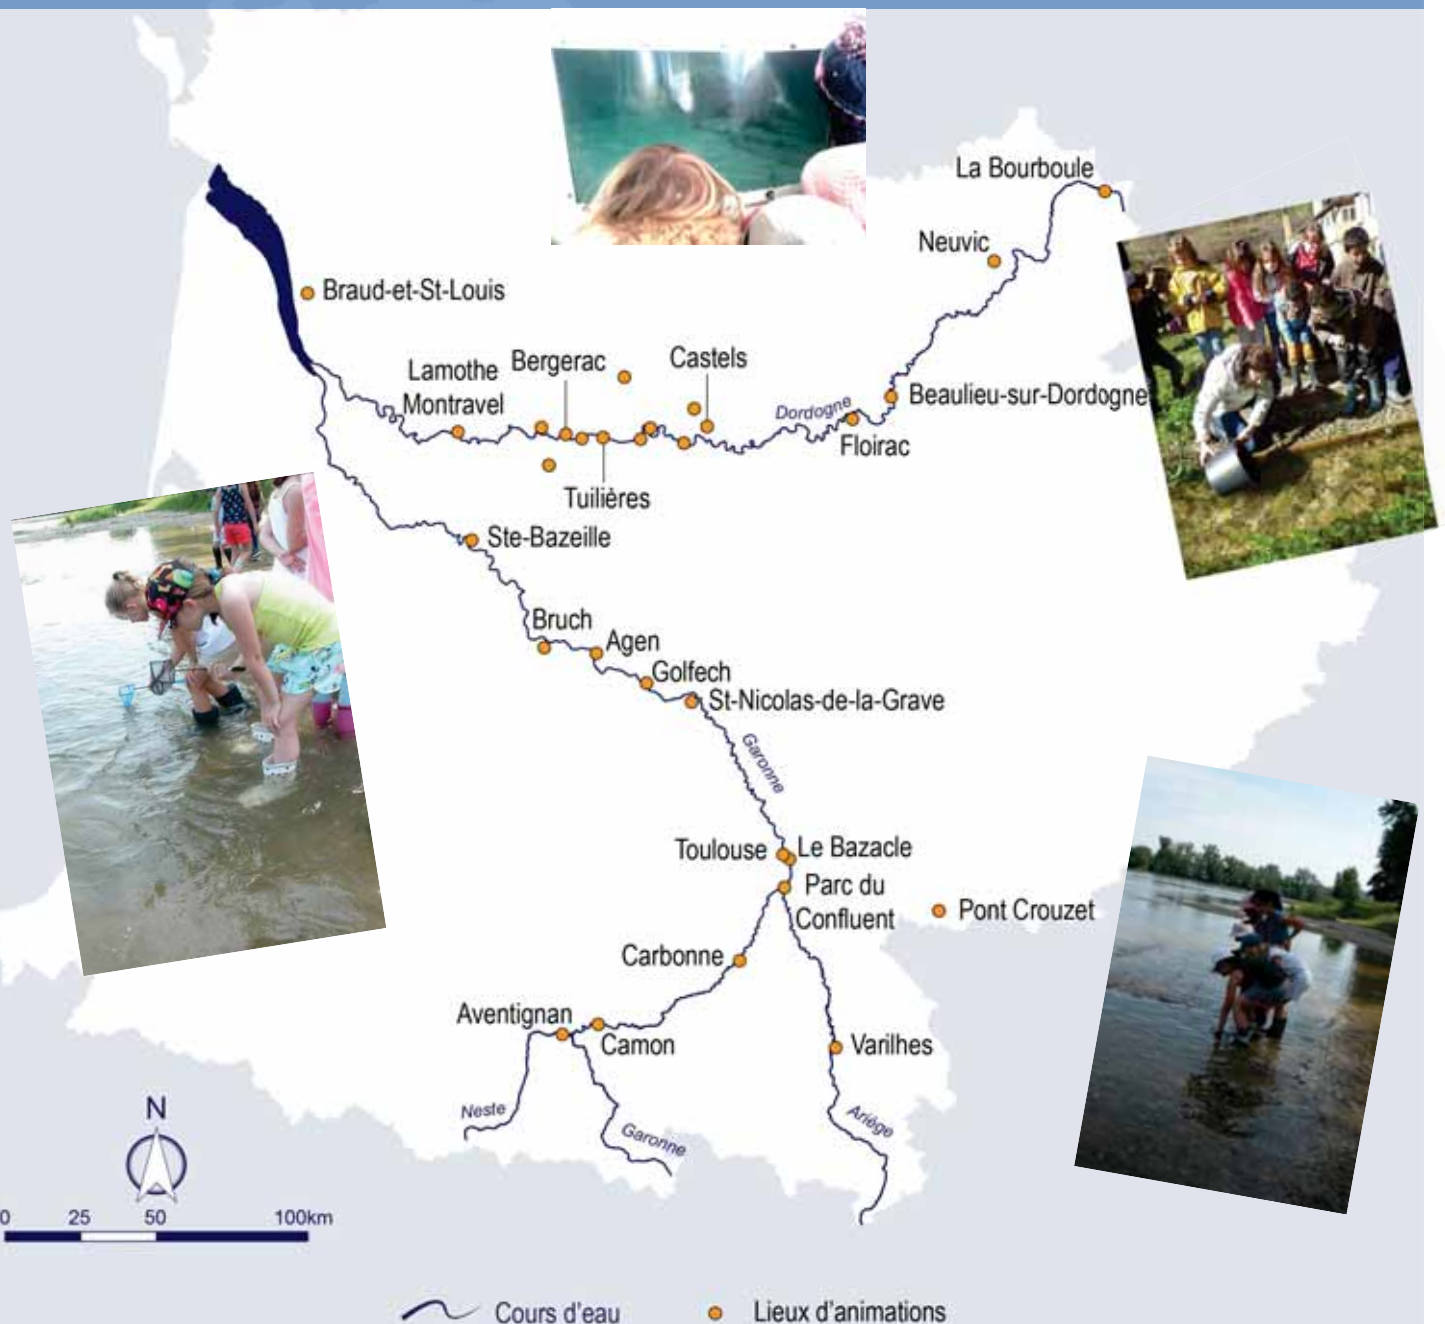 La Bourboule
Neuvic
Braud-et-St-Louis
Lamothe
Montravel
Bergerac
Castels
Dordogne
Beaulieu-sur-Dordogne
Floirac
Tuilières
Ste-Bazeille
Bruch
Agen
Golfech
St-Nicolas-de-la-Grave
Garonne
Toulouse
Le Bazacle
Parc du
Confluent
Pont Crouzet
Carbonne
Aventignan
Camon
Varilhes
Neste
Garonne
Ariége
N
0 25 50 100km
Cours d'eau
Lieux d'animations